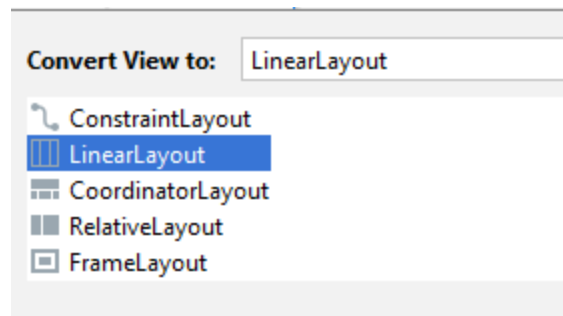 Convert View to: LinearLayout
ConstraintLayout
LinearLayout
CoordinatorLayout
RelativeLayout
FrameLayout